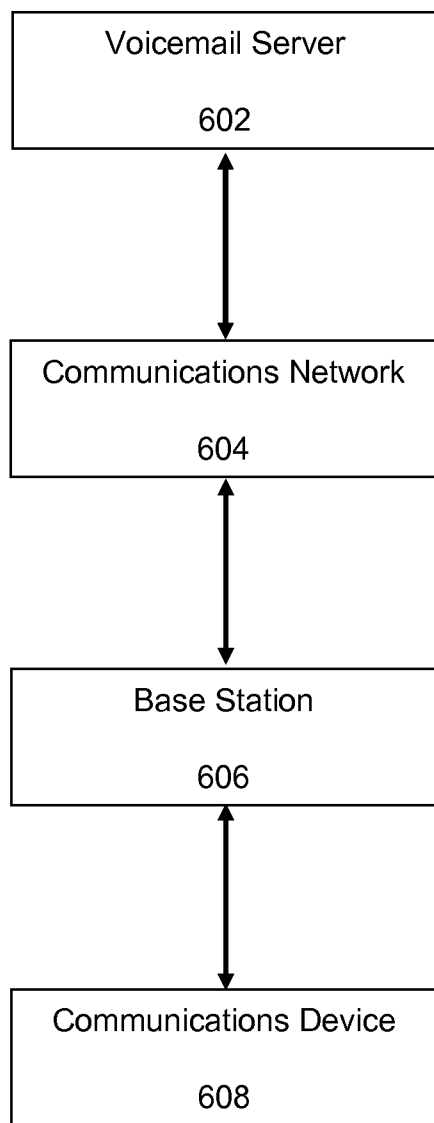 Voicemail Server
602
Communications Network
604
Base Station
606
Communications Device
608